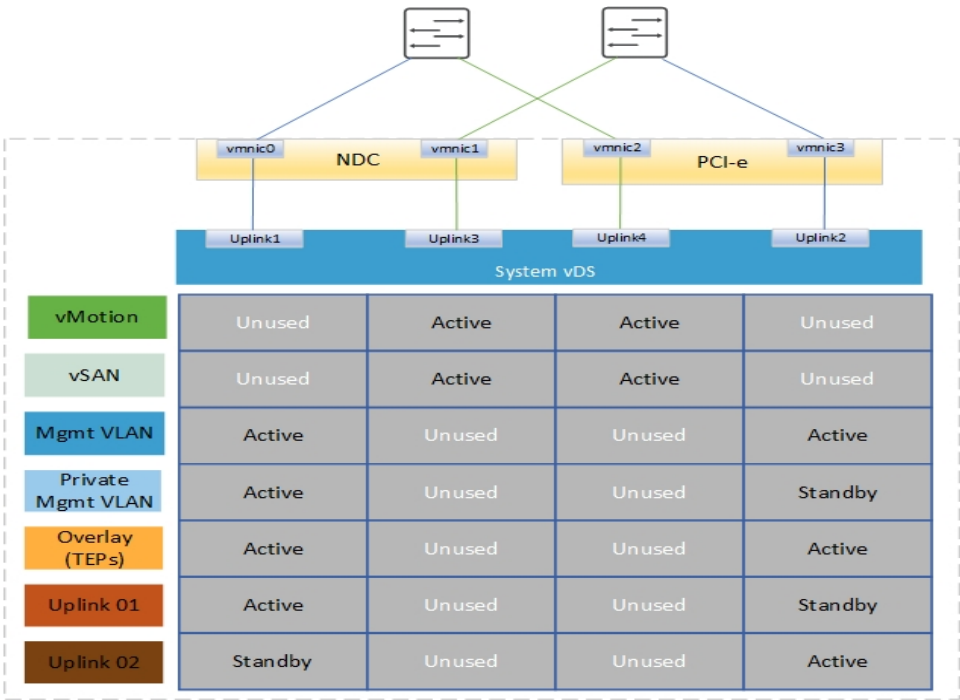 vmnic0
NDC
vmnic1
vmnic2
PCI-e
vmnic3
Uplink1
Uplink3
Uplink4
Uplink2
System vDS
vMotion
Unused
Active
Active
Unused
vSAN
Unused
Active
Active
Unused
Mgmt VLAN
Active
Unused
Unused
Active
Private
Mgmt VLAN
Active
Unused
Unused
Standby
Overlay
(TEPs)
Active
Unused
Unused
Active
Uplink 01
Active
Unused
Unused
Standby
Uplink 02
Standby
Unused
Unused
Active